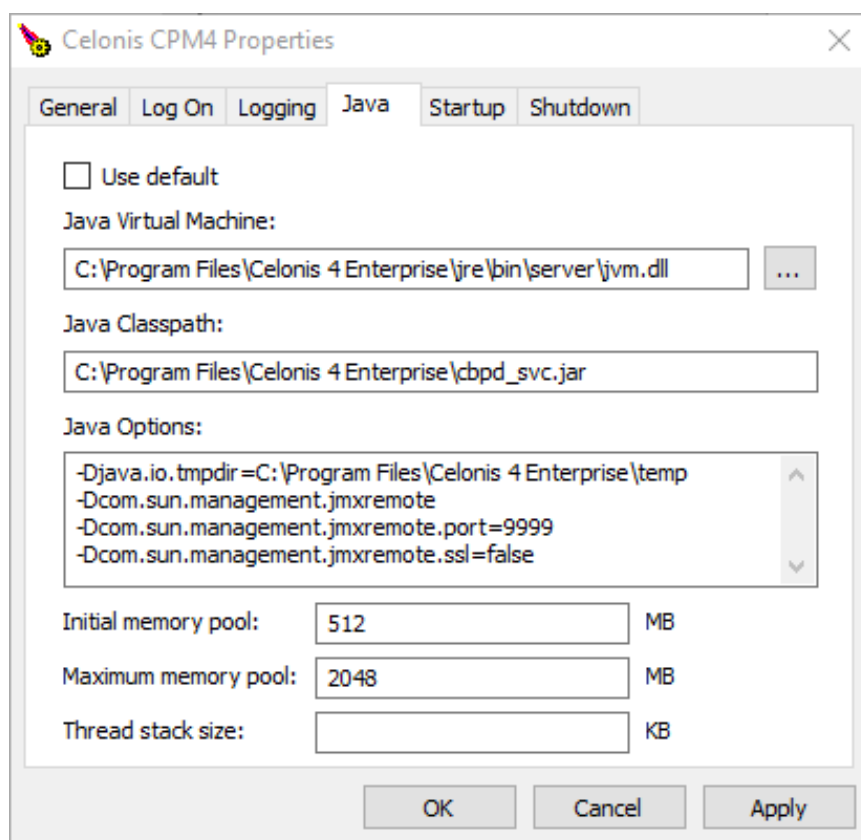 Celonis CPM4 Properties
General Log On Logging Java Startup Shutdown
Use default
Java Virtual Machine:
C:\Program Files\Celonis 4 Enterprise\jre\bin\server\jvm.dll ...
Java Classpath:
C:\Program Files\Celonis 4 Enterprise\cbpd_svc.jar
Java Options:
-Djava.io.tmpdir=C:\Program Files\Celonis 4 Enterprise\temp
-Dcom.sun.management.jmxremote
-Dcom.sun.management.jmxremote.port=9999
-Dcom.sun.management.jmxremote.ssl=false
Initial memory pool: 512 MB
Maximum memory pool: 2048 MB
Thread stack size: KB
OK Cancel Apply